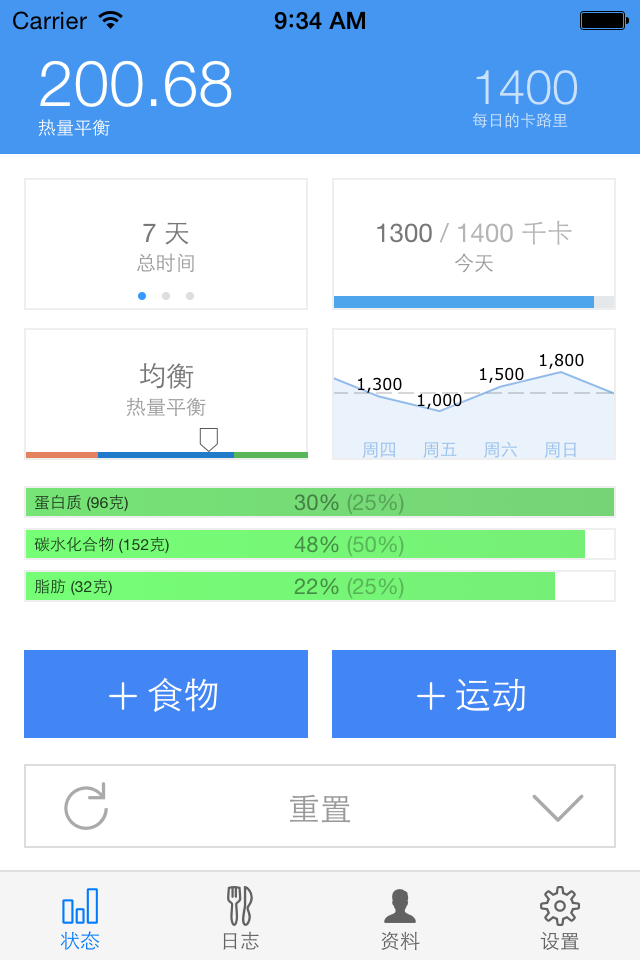 Carrier 9:34 AM
200.68 1400
热量平衡 每日的卡路里
7 天
总时间
1300 / 1400 千卡
今天
均衡
热量平衡
1,300 1,000 1,500 1,800
周四 周五 周六 周日
蛋白质 (96克) 30% (25%)
碳水化合物 (152克) 48% (50%)
脂肪 (32克) 22% (25%)
+ 食物 + 运动
重置
状态 日志 资料 设置